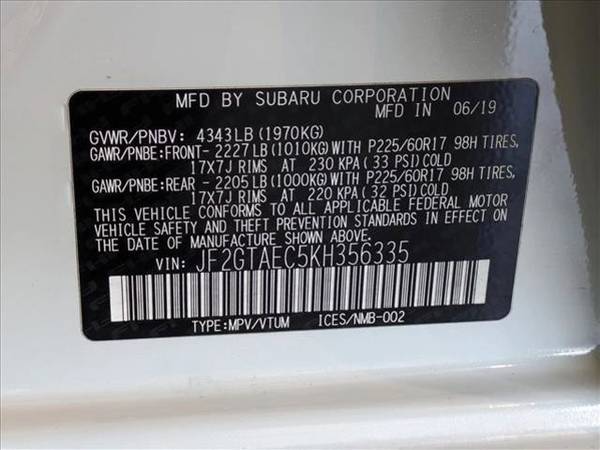 MFD BY SUBARU CORPORATION
MFD IN 06/19
GVWR/PNBV: 4343LB(1970KG)
GAWR/PNBE:FRONT-2227LB(1010KG)WITH P225/60R17 98H TIRES,
17X7J RIMS AT 230 KPA(33 PSI)COLD
GAWR/PNBE:REAR -2205LB(1000KG)WITH P225/60R17 98H TIRES,
17X7J RIMS AT 220 KPA(32 PSI)COLD
THIS VEHICLE CONFORMS TO ALL APPLICABLE FEDERAL MOTOR
VEHICLE SAFETY AND THEFT PREVENTION STANDARDS IN EFFECT
ON THE DATE OF MANUFACTURE SHOWN ABOVE.
VIN: JF2GTAEC5KH356335
TYPE:MPV/VTUM ICES/NMB-002